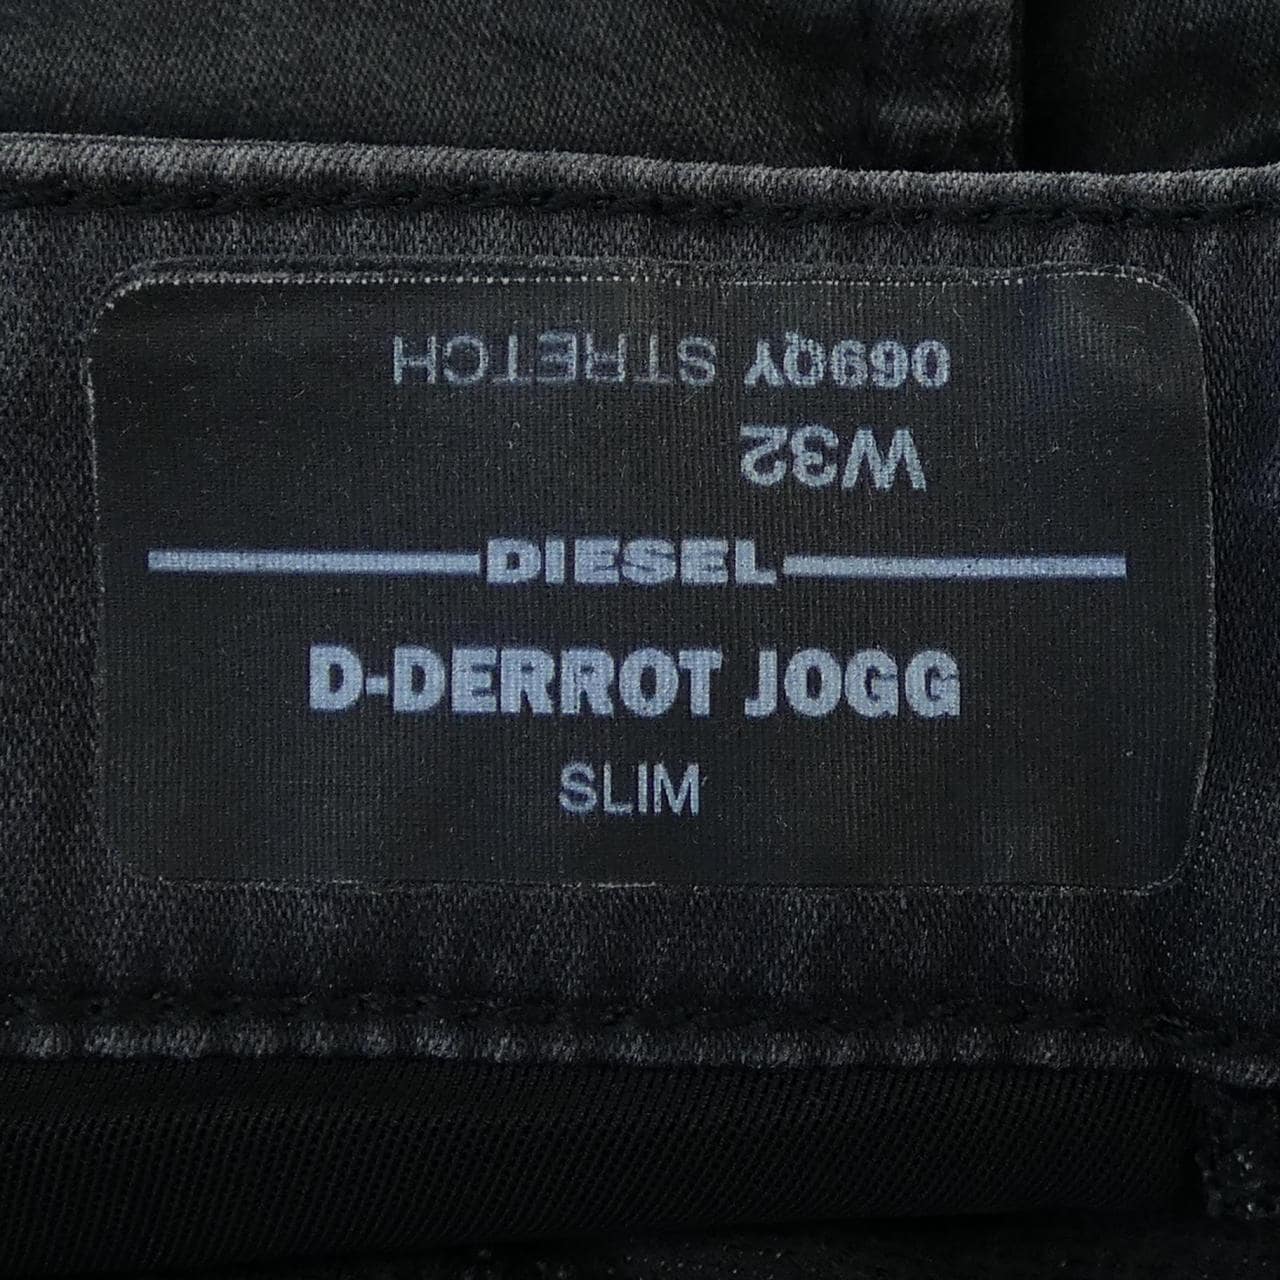 069QY STRETCH
W32
DIESEL
D-DERROT JOGG
SLIM